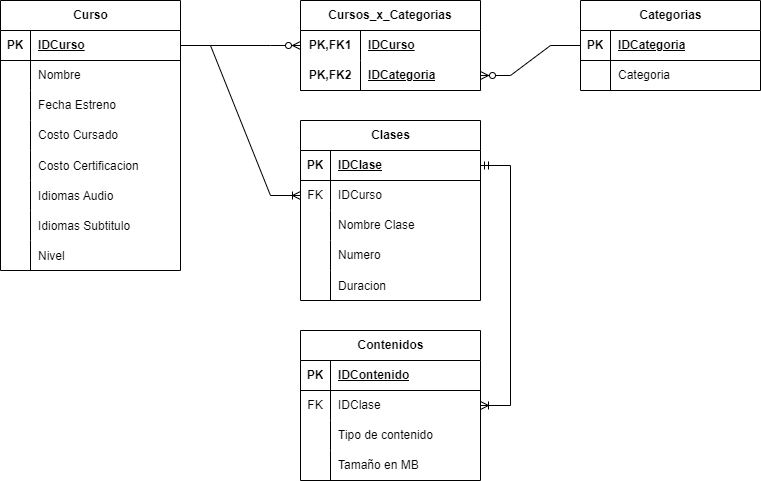 Curso
PK IDCurso
Nombre
Fecha Estreno
Costo Cursado
Costo Certificacion
Idiomas Audio
Idiomas Subtitulo
Nivel
Cursos_x_Categorias
PK,FK1 IDCurso
PK,FK2 IDCategoria
Categorias
PK IDCategoria
Categoria
Clases
PK IDClase
FK IDCurso
Nombre Clase
Numero
Duracion
Contenidos
PK IDContenido
FK IDClase
Tipo de contenido
Tamaño en MB